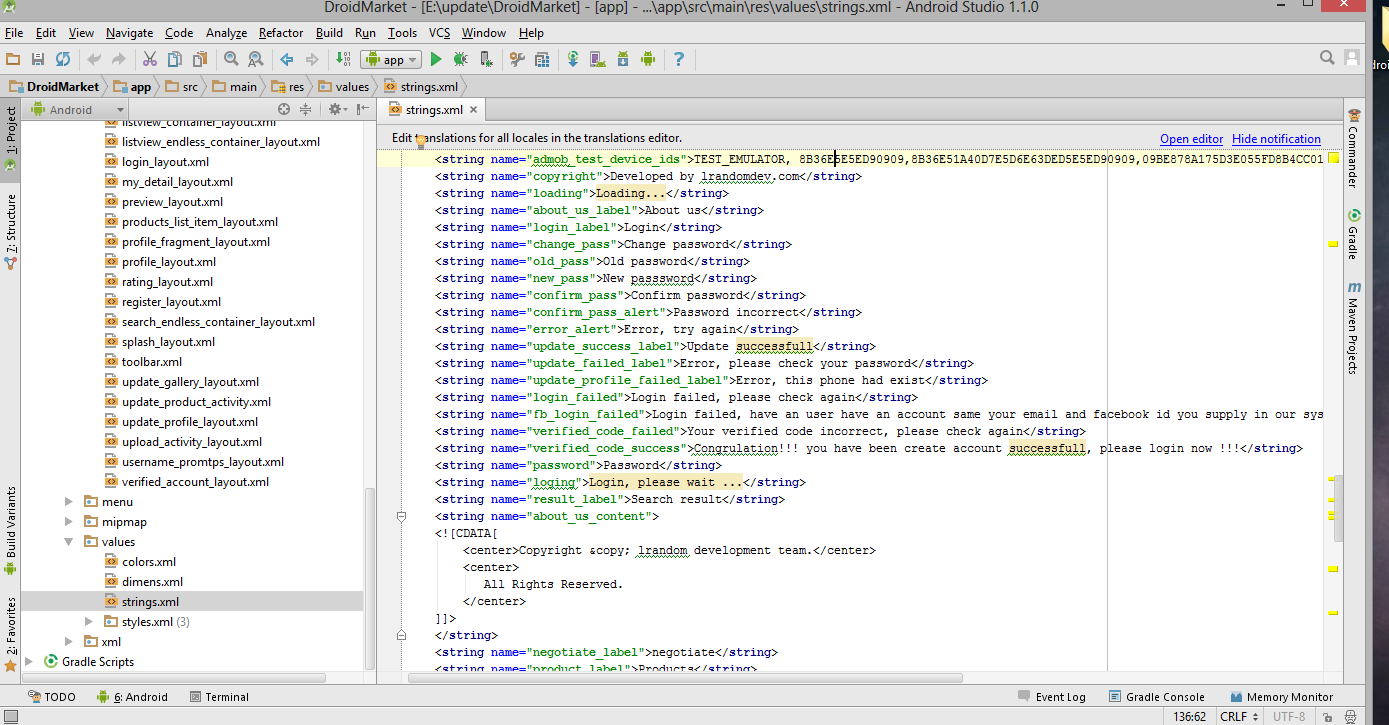 DroidMarket - [E:\update\DroidMarket] - [app] - ...\app\src\main\res\values\strings.xml - Android Studio 1.1.0
File Edit View Navigate Code Analyze Refactor Build Run Tools VCS Window Help
app
DroidMarket app src main res values strings.xml
Android
strings.xml
1: Project
7: Structure
Build Variants
2: Favorites
listview_container_layout.xml
listview_endless_container_layout.xml
login_layout.xml
my_detail_layout.xml
preview_layout.xml
products_list_item_layout.xml
profile_fragment_layout.xml
profile_layout.xml
rating_layout.xml
register_layout.xml
search_endless_container_layout.xml
splash_layout.xml
toolbar.xml
update_gallery_layout.xml
update_product_activity.xml
update_profile_layout.xml
upload_activity_layout.xml
username_promtps_layout.xml
verified_account_layout.xml
menu
mipmap
values
colors.xml
dimens.xml
strings.xml
styles.xml (3)
xml
Gradle Scripts
Edit translations for all locales in the translations editor. Open editor Hide notification
<string name="admob_test_device_ids">TEST_EMULATOR, 8B36E5E5ED90909,8B36E51A40D7E5D6E63DED5E5ED90909,09BE878A175D3E055FD8B4CC01
<string name="copyright">Developed by lrandomdev.com</string>
<string name="loading">Loading...</string>
<string name="about_us_label">About us</string>
<string name="login_label">Login</string>
<string name="change_pass">Change password</string>
<string name="old_pass">Old password</string>
<string name="new_pass">New passsword</string>
<string name="confirm_pass">Confirm password</string>
<string name="confirm_pass_alert">Password incorrect</string>
<string name="error_alert">Error, try again</string>
<string name="update_success_label">Update successfull</string>
<string name="update_failed_label">Error, please check your password</string>
<string name="update_profile_failed_label">Error, this phone had exist</string>
<string name="login_failed">Login failed, please check again</string>
<string name="fb_login_failed">Login failed, have an user have an account same your email and facebook id you supply in our sys
<string name="verified_code_failed">Your verified code incorrect, please check again</string>
<string name="verified_code_success">Congrulation!!! you have been create account successfull, please login now !!!</string>
<string name="password">Password</string>
<string name="loging">Login, please wait ...</string>
<string name="result_label">Search result</string>
<string name="about_us_content">
<![CDATA[
<center>Copyright &copy; lrandom development team.</center>
<center>
All Rights Reserved.
</center>
]]>
</string>
<string name="negotiate_label">negotiate</string>
<string name="product_label">Products</string>
Commander
Gradle
Maven Projects
TODO 6: Android Terminal Event Log Gradle Console Memory Monitor
136:62 CRLF UTF-8